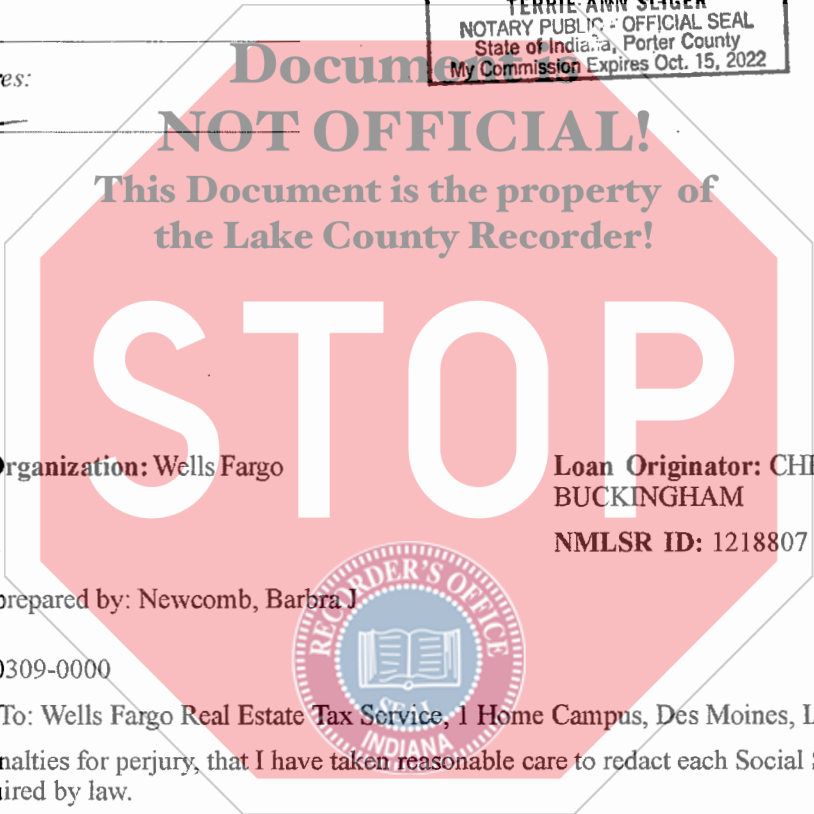 TERRIE ANN SLIGER
NOTARY PUBLIC - OFFICIAL SEAL
State of Indiana, Porter County
My Commission Expires Oct. 15, 2022
es:
Document is
NOT OFFICIAL!
This Document is the property of
the Lake County Recorder!
STOP
rganization: Wells Fargo
Loan Originator: CHE
BUCKINGHAM
NMLSR ID: 1218807
prepared by: Newcomb, Barbra J
RECORDER'S OFFICE
0309-0000
SEAL
To: Wells Fargo Real Estate Tax Service, 1 Home Campus, Des Moines, L
INDIANA
nalties for perjury, that I have taken reasonable care to redact each Social S
ired by law.